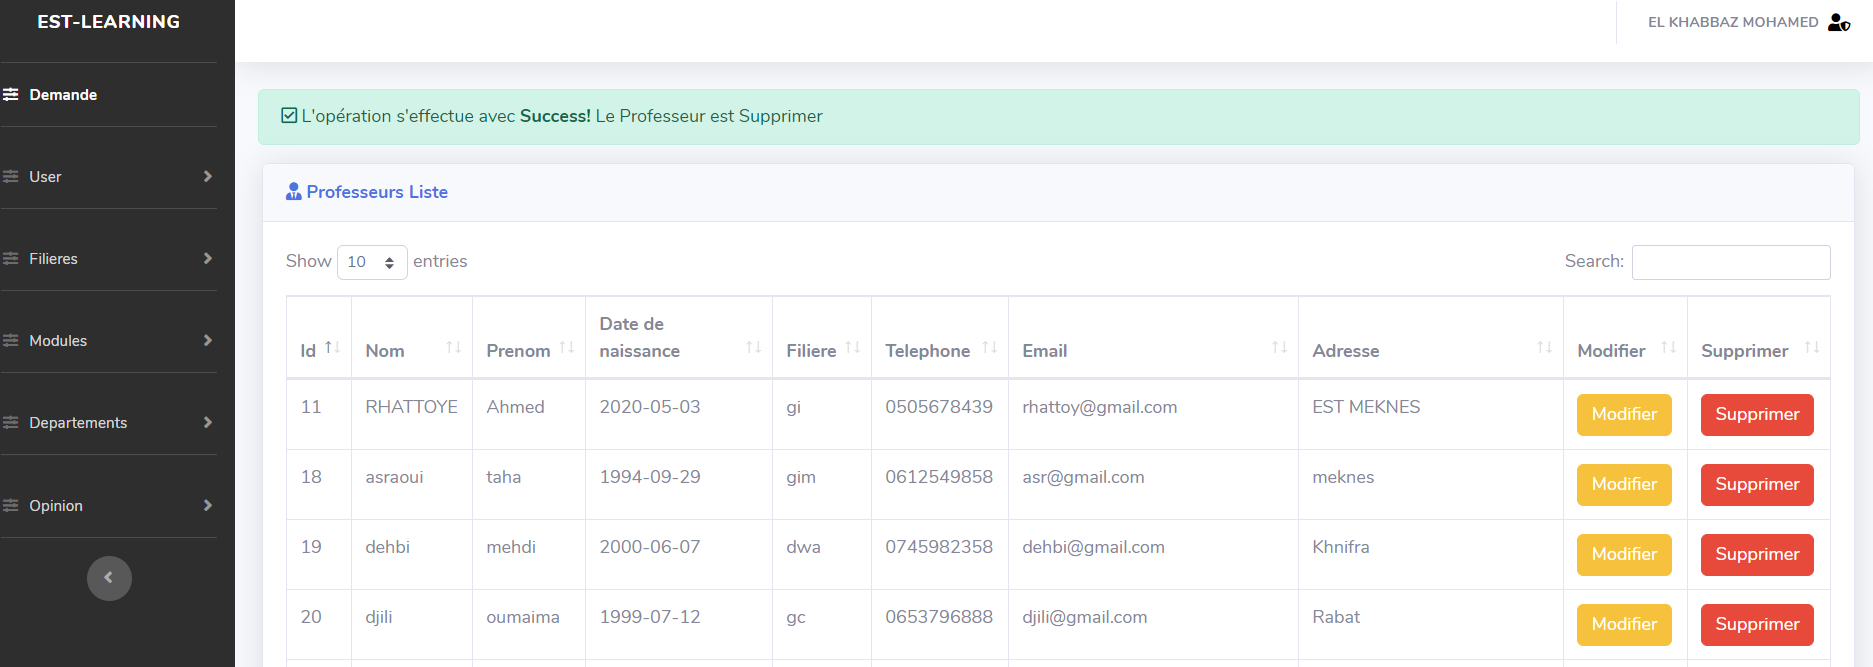 EST-LEARNING
EL KHABBAZ MOHAMED
Demande
User
Filieres
Modules
Departements
Opinion
L'opération s'effectue avec Success! Le Professeur est Supprimer
Professeurs Liste
Show 10 entries
Search:
Id Nom Prenom Date de naissance Filiere Telephone Email Adresse Modifier Supprimer
11 RHATTOYE Ahmed 2020-05-03 gi 0505678439 rhattoy@gmail.com EST MEKNES Modifier Supprimer
18 asraoui taha 1994-09-29 gim 0612549858 asr@gmail.com meknes Modifier Supprimer
19 dehbi mehdi 2000-06-07 dwa 0745982358 dehbi@gmail.com Khnifra Modifier Supprimer
20 djili oumaima 1999-07-12 gc 0653796888 djili@gmail.com Rabat Modifier Supprimer